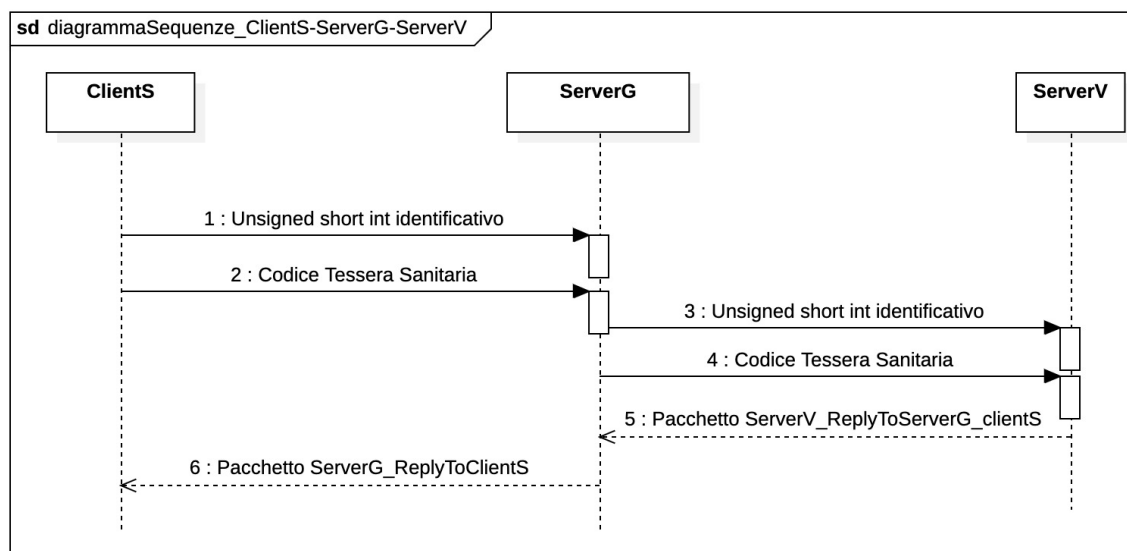 sd diagrammaSequenze_ClientS-ServerG-ServerV
ClientS
ServerG
ServerV
1 : Unsigned short int identificativo
2 : Codice Tessera Sanitaria
3 : Unsigned short int identificativo
4 : Codice Tessera Sanitaria
5 : Pacchetto ServerV_ReplyToServerG_clientS
6 : Pacchetto ServerG_ReplyToClientS